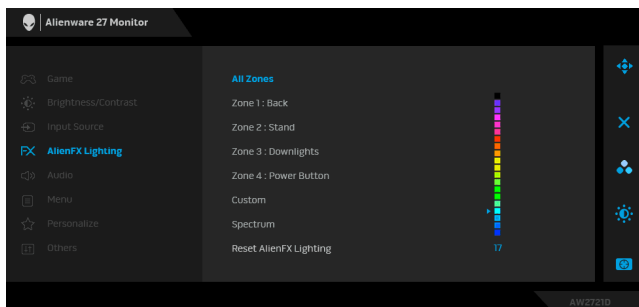 Alienware 27 Monitor
Game
All Zones
Brightness/Contrast
Zone 1 : Back
Input Source
Zone 2 : Stand
AlienFX Lighting
Zone 3 : Downlights
Audio
Zone 4 : Power Button
Menu
Custom
Personalize
Spectrum
Others
Reset AlienFX Lighting
17
AW2721D